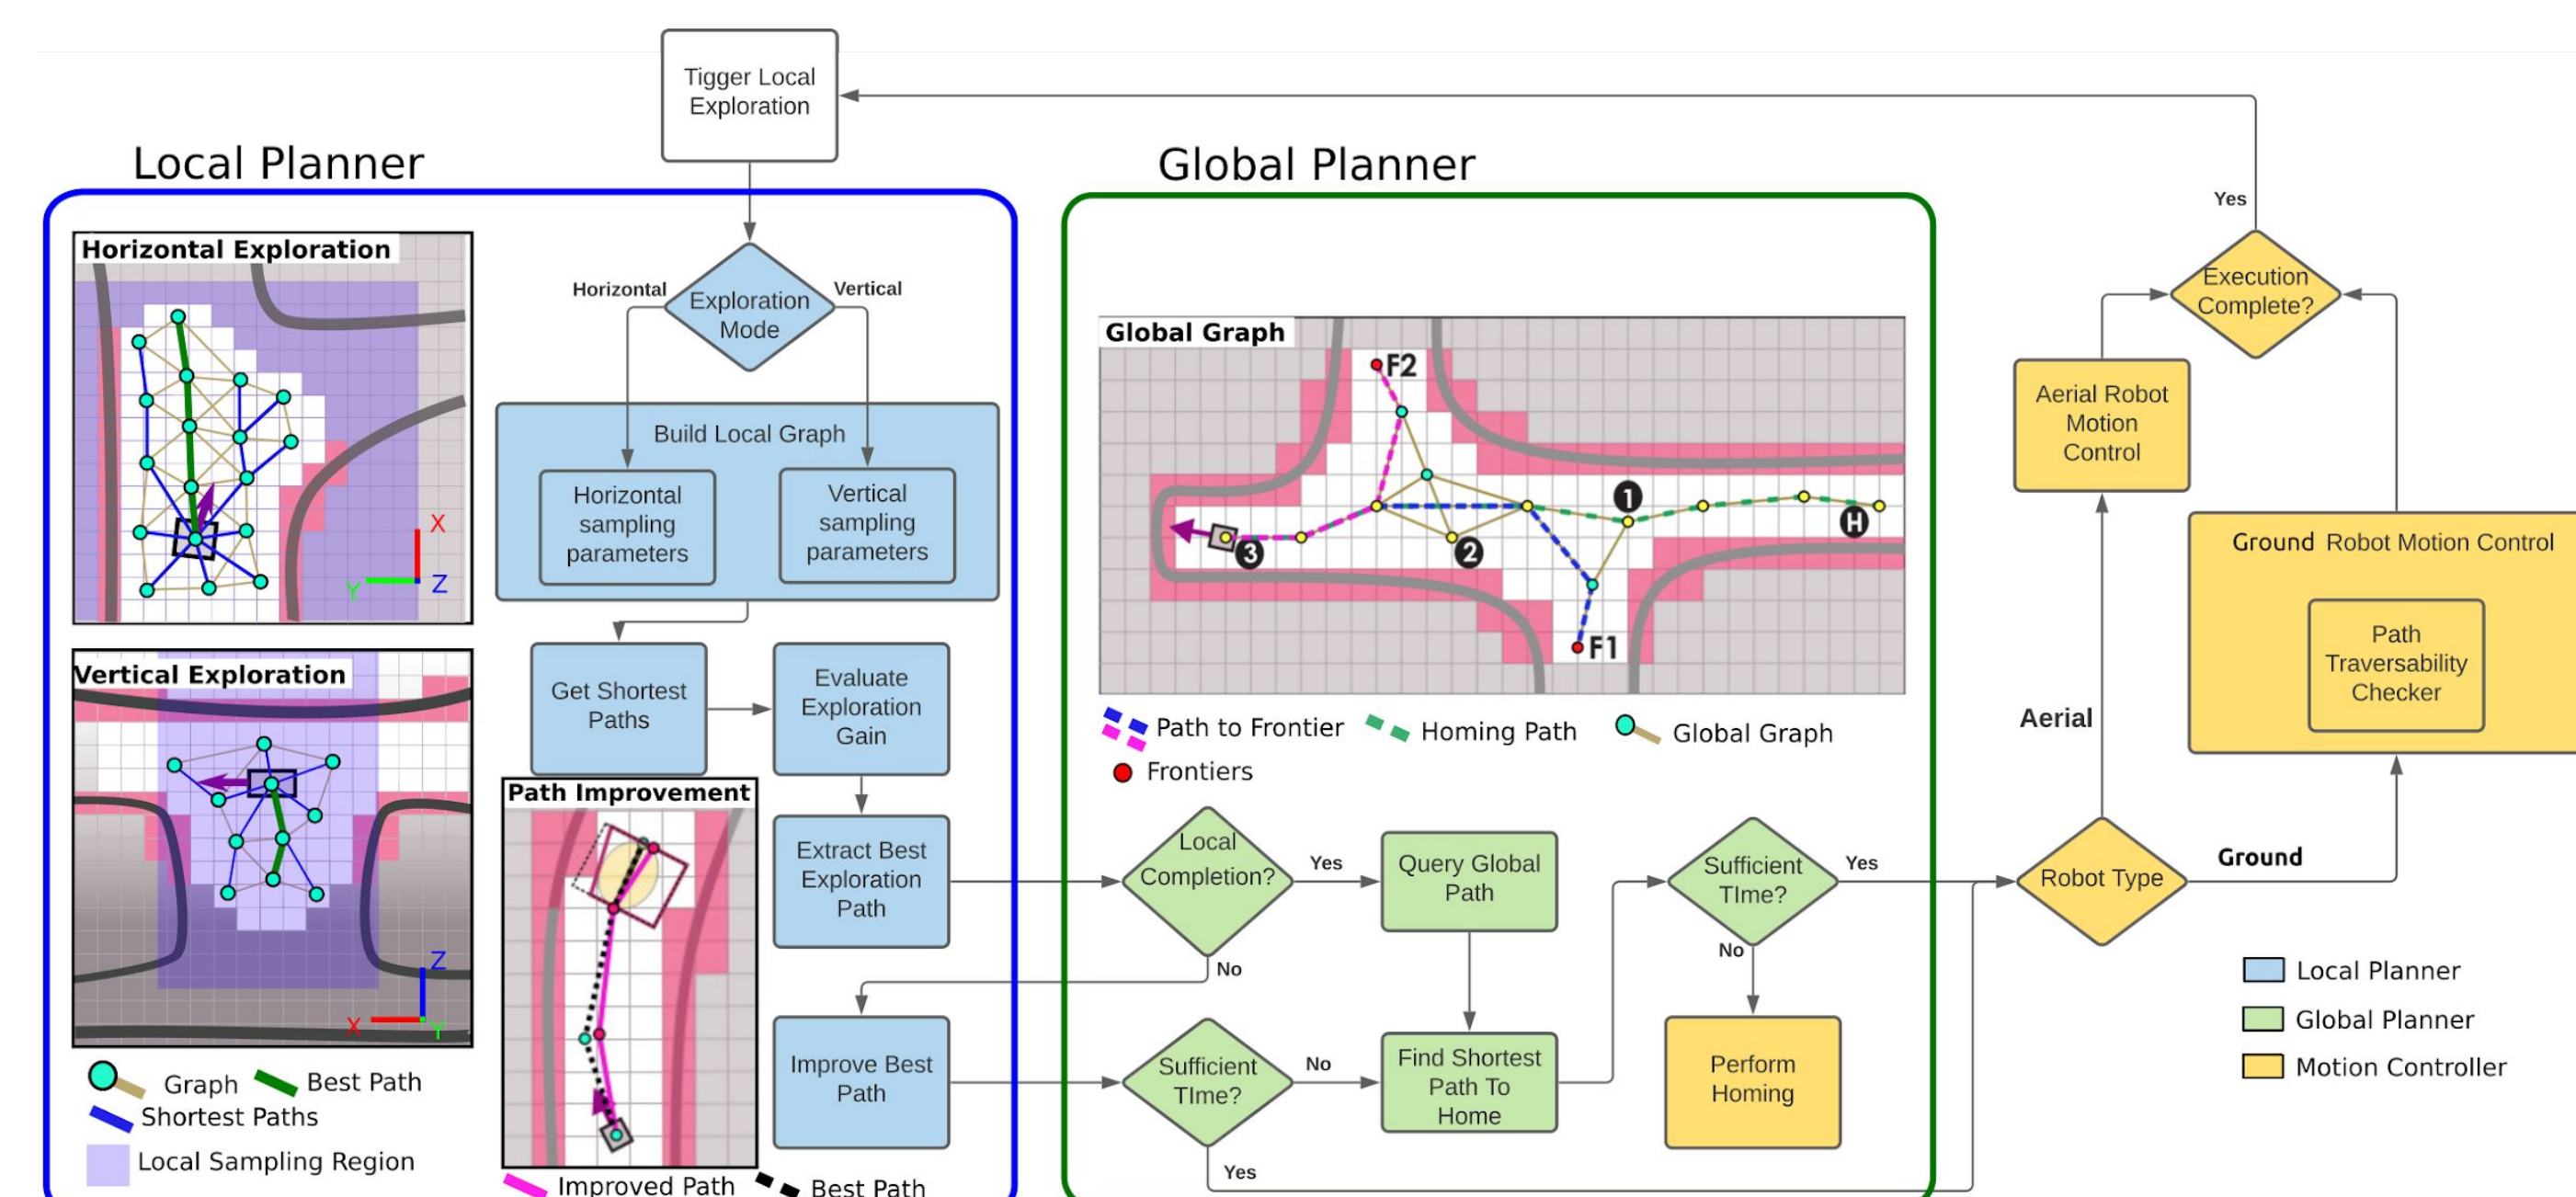 Tigger Local
Exploration
Local Planner
Global Planner
Yes
Horizontal Exploration
X
Y
Z
Vertical Exploration
Z
X
Y
Graph
Best Path
Shortest Paths
Local Sampling Region
Horizontal
Vertical
Exploration
Mode
Build Local Graph
Horizontal
sampling
parameters
Vertical
sampling
parameters
Get Shortest
Paths
Evaluate
Exploration
Gain
Path Improvement
Extract Best
Exploration
Path
Improve Best
Path
Improved Path
Best Path
Global Graph
F2
1
H
3
2
F1
Path to Frontier
Homing Path
Global Graph
Frontiers
Local
Completion?
Yes
No
Query Global
Path
Sufficient
TIme?
Yes
No
Sufficient
TIme?
No
Yes
Find Shortest
Path To
Home
Perform
Homing
Execution
Complete?
Aerial Robot
Motion
Control
Ground Robot Motion Control
Path
Traversability
Checker
Aerial
Robot Type
Ground
Local Planner
Global Planner
Motion Controller